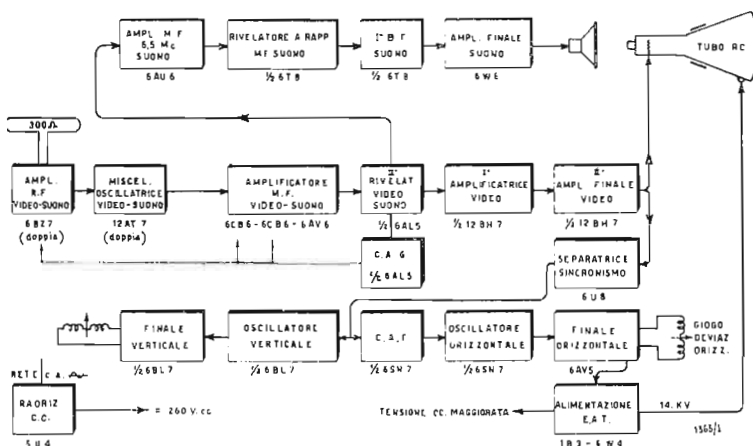 AMPL. M.F.
6,5 Mc
SUONO
6AU6
RIVELATORE A RAPP
MF SUONO
½ 6T8
I° B.F.
SUONO
½ 6T8
AMPL. FINALE
SUONO
6W6
TUBO RC
300Ω
AMPL.
R.F
VIDEO-SUONO
6BZ7
(doppia)
MISCEL.
OSCILLATRICE
VIDEO-SUONO
12AT7
(doppia)
AMPLIFICATORE
M.F.
VIDEO-SUONO
6CB6-6CB6-6AV6
II°
RIVELAT
VIDEO
SUONO
½ 6AL5
I°
AMPLIFICATRICE
VIDEO
½ 12BH7
II°
AMPL. FINALE
VIDEO
½ 12BH7
C.A.G
½ 6AL5
SEPARATRICE
SINCRONISMO
6U8
FINALE
VERTICALE
½ 6BL7
OSCILLATORE
VERTICALE
½ 6BL7
C.A.F
½ 6SN7
OSCILLATORE
ORIZZONTALE
½ 6SN7
FINALE
ORIZZONTALE
6AV5
GIOGO
DEVIAZ
ORIZZ.
RETE C.A.
RADRIZ
C.C.
5U4
= 260 V.cc
TENSIONE CC. MAGGIORATA
ALIMENTAZIONE
E.A.T.
1B3-6W4
14. KV
1365/1